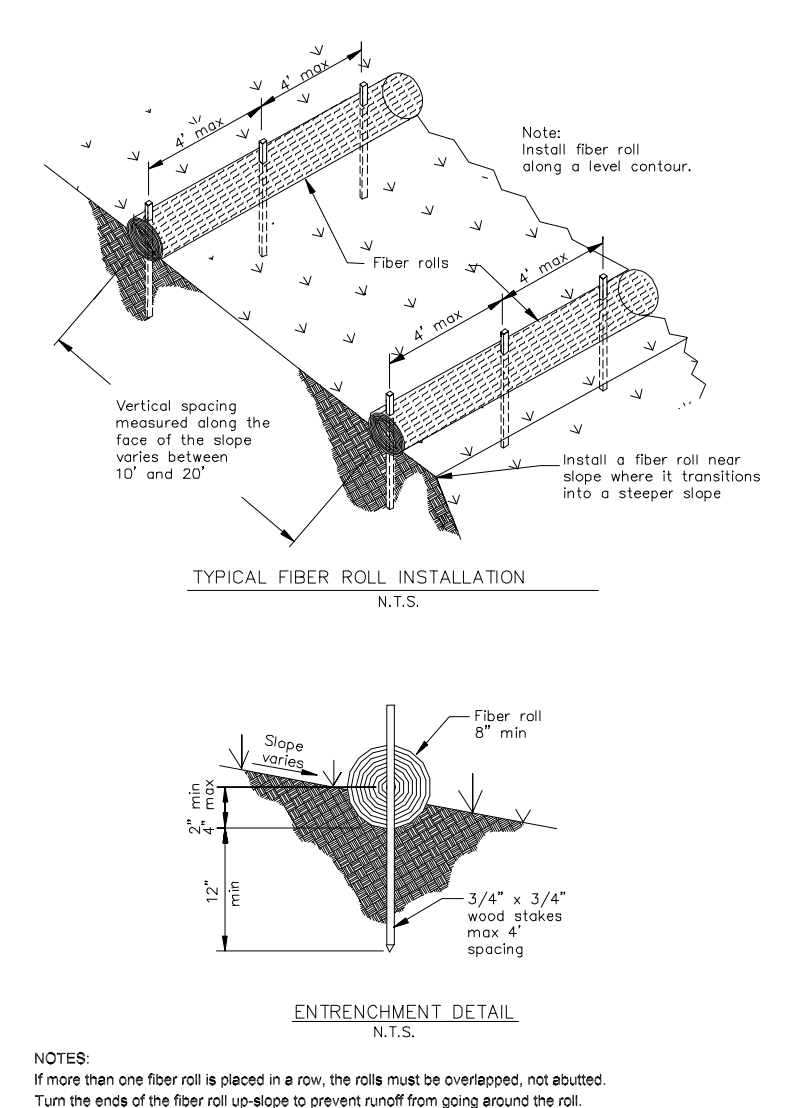 4' max
4' max
Note:
Install fiber roll
along a level contour.
Fiber rolls
4' max
4' max
Vertical spacing
measured along the
face of the slope
varies between
10' and 20'
Install a fiber roll near
slope where it transitions
into a steeper slope
TYPICAL FIBER ROLL INSTALLATION
N.T.S.
Fiber roll
8" min
Slope
varies
2" min
4" max
12"
min
3/4" x 3/4"
wood stakes
max 4'
spacing
ENTRENCHMENT DETAIL
N.T.S.
NOTES:
If more than one fiber roll is placed in a row, the rolls must be overlapped, not abutted.
Turn the ends of the fiber roll up-slope to prevent runoff from going around the roll.